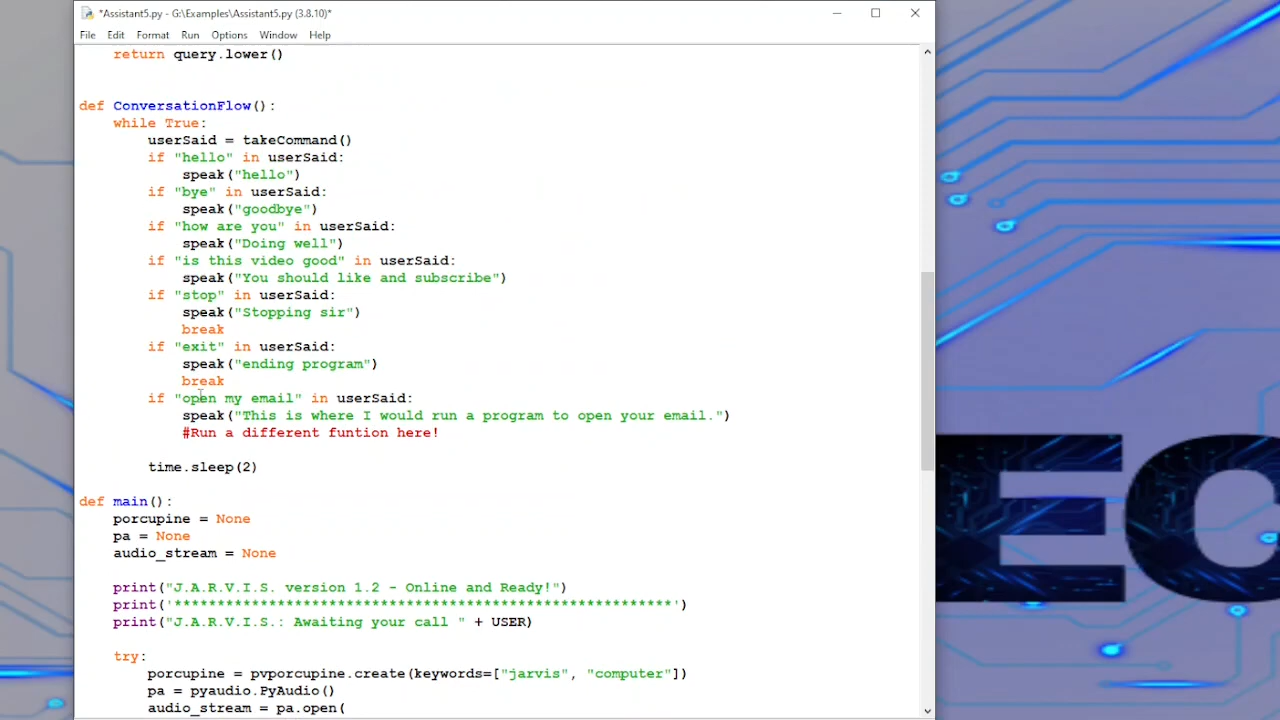 *Assistant5.py - G:\Examples\Assistant5.py (3.8.10)*
File Edit Format Run Options Window Help
    return query.lower()
def ConversationFlow():
    while True:
        userSaid = takeCommand()
        if "hello" in userSaid:
            speak("hello")
        if "bye" in userSaid:
            speak("goodbye")
        if "how are you" in userSaid:
            speak("Doing well")
        if "is this video good" in userSaid:
            speak("You should like and subscribe")
        if "stop" in userSaid:
            speak("Stopping sir")
            break
        if "exit" in userSaid:
            speak("ending program")
            break
        if "open my email" in userSaid:
            speak("This is where I would run a program to open your email.")
            #Run a different funtion here!
        time.sleep(2)
def main():
    porcupine = None
    pa = None
    audio_stream = None
    print("J.A.R.V.I.S. version 1.2 - Online and Ready!")
    print('**********************************************************')
    print("J.A.R.V.I.S.: Awaiting your call " + USER)
    try:
        porcupine = pvporcupine.create(keywords=["jarvis", "computer"])
        pa = pyaudio.PyAudio()
        audio_stream = pa.open(
EC